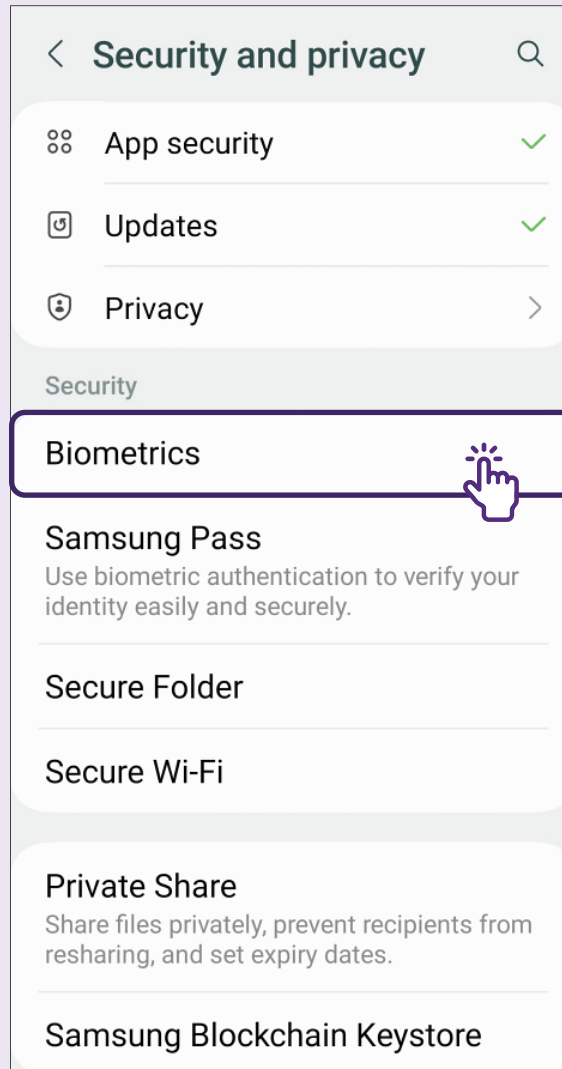 Security and privacy
App security
Updates
Privacy
Security
Biometrics
Samsung Pass
Use biometric authentication to verify your
identity easily and securely.
Secure Folder
Secure Wi-Fi
Private Share
Share files privately, prevent recipients from
resharing, and set expiry dates.
Samsung Blockchain Keystore